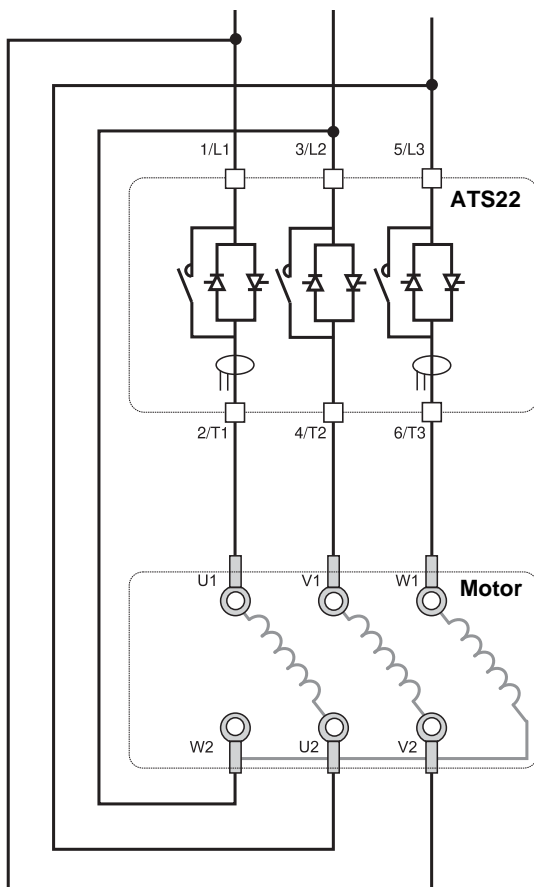 1/L1 3/L2 5/L3
ATS22
2/T1 4/T2 6/T3
U1 V1 W1 Motor
W2 U2 V2